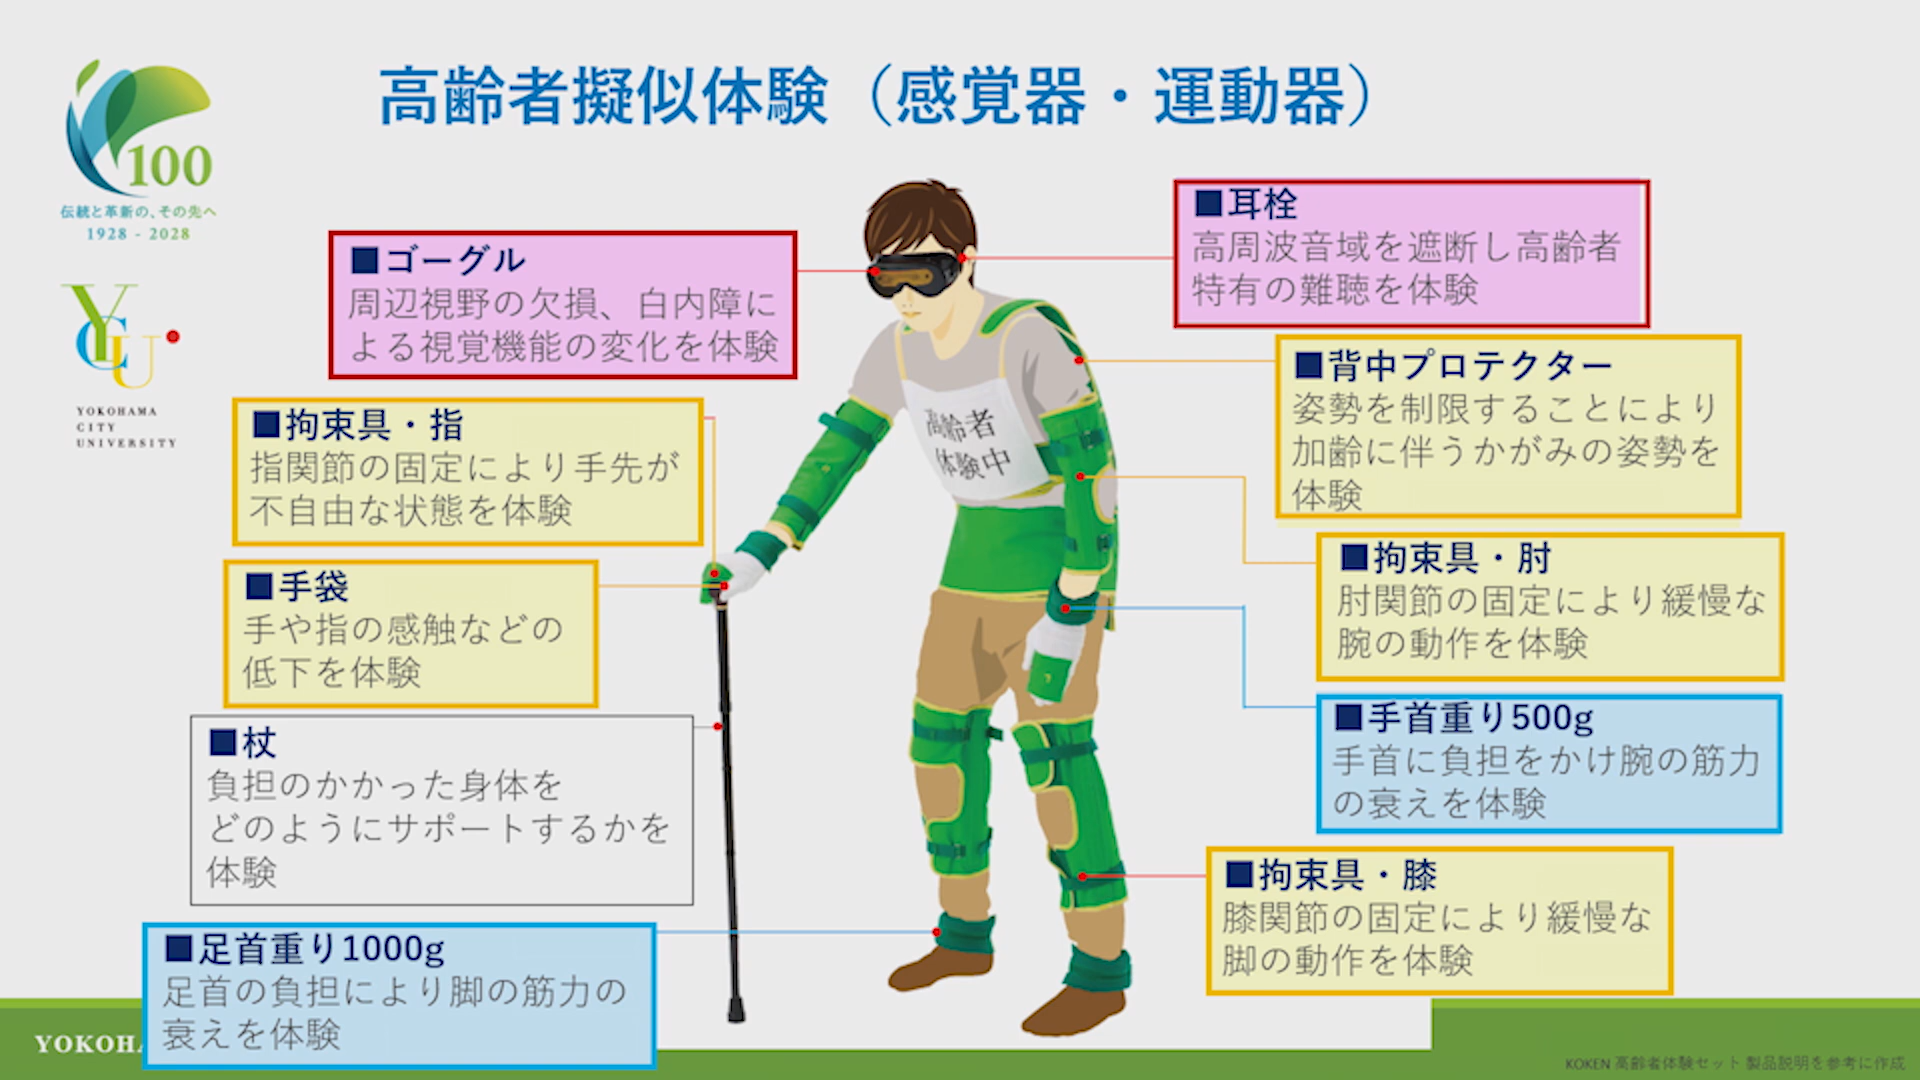 高齢者擬似体験（感覚器・運動器）
100
伝統と革新の、その先へ
1928 - 2028
YCU
YOKOHAMA
CITY
UNIVERSITY
■ゴーグル
周辺視野の欠損、白内障に
よる視覚機能の変化を体験
■拘束具・指
指関節の固定により手先が
不自由な状態を体験
■手袋
手や指の感触などの
低下を体験
■杖
負担のかかった身体を
どのようにサポートするかを
体験
■足首重り1000g
足首の負担により脚の筋力の
衰えを体験
高齢者
体験中
■耳栓
高周波音域を遮断し高齢者
特有の難聴を体験
■背中プロテクター
姿勢を制限することにより
加齢に伴うかがみの姿勢を
体験
■拘束具・肘
肘関節の固定により緩慢な
腕の動作を体験
■手首重り500g
手首に負担をかけ腕の筋力
の衰えを体験
■拘束具・膝
膝関節の固定により緩慢な
脚の動作を体験
KOKEN 高齢者体験セット 製品説明を参考に作成